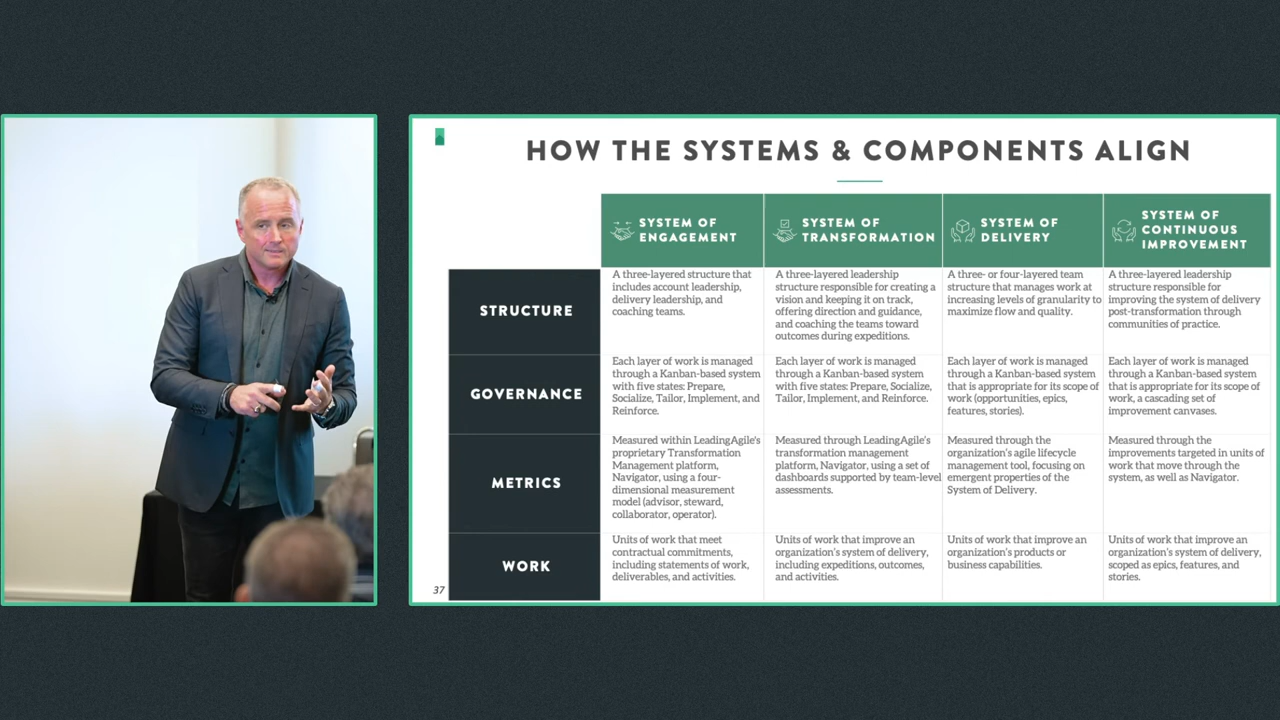 HOW THE SYSTEMS & COMPONENTS ALIGN
SYSTEM OF
ENGAGEMENT
SYSTEM OF
TRANSFORMATION
SYSTEM OF
DELIVERY
SYSTEM OF
CONTINUOUS
IMPROVEMENT
STRUCTURE
A three-layered structure that
includes account leadership,
delivery leadership, and
coaching teams.
A three-layered leadership
structure responsible for creating a
vision and keeping it on track,
offering direction and guidance,
and coaching the teams toward
outcomes during expeditions.
A three- or four-layered team
structure that manages work at
increasing levels of granularity to
maximize flow and quality.
A three-layered leadership
structure responsible for
improving the system of delivery
post-transformation through
communities of practice.
GOVERNANCE
Each layer of work is managed
through a Kanban-based system
with five states: Prepare,
Socialize, Tailor, Implement, and
Reinforce.
Each layer of work is managed
through a Kanban-based system
with five states: Prepare, Socialize,
Tailor, Implement, and Reinforce.
Each layer of work is managed
through a Kanban-based system
that is appropriate for its scope of
work (opportunities, epics,
features, stories).
Each layer of work is managed
through a Kanban-based system
that is appropriate for its scope of
work, a cascading set of
improvement canvases.
METRICS
Measured within LeadingAgile's
proprietary Transformation
Management platform,
Navigator, using a four-
dimensional measurement
model (advisor, steward,
collaborator, operator).
Measured through LeadingAgile's
transformation management
platform, Navigator, using a set of
dashboards supported by team-level
assessments.
Measured through the
organization's agile lifecycle
management tool, focusing on
emergent properties of the
System of Delivery.
Measured through the
improvements targeted in units of
work that move through the
system, as well as Navigator.
WORK
Units of work that meet
contractual commitments,
including statements of work,
deliverables, and activities.
Units of work that improve an
organization's system of delivery,
including expeditions, outcomes,
and activities.
Units of work that improve an
organization's products or
business capabilities.
Units of work that improve an
organization's system of delivery,
scoped as epics, features, and
stories.
37